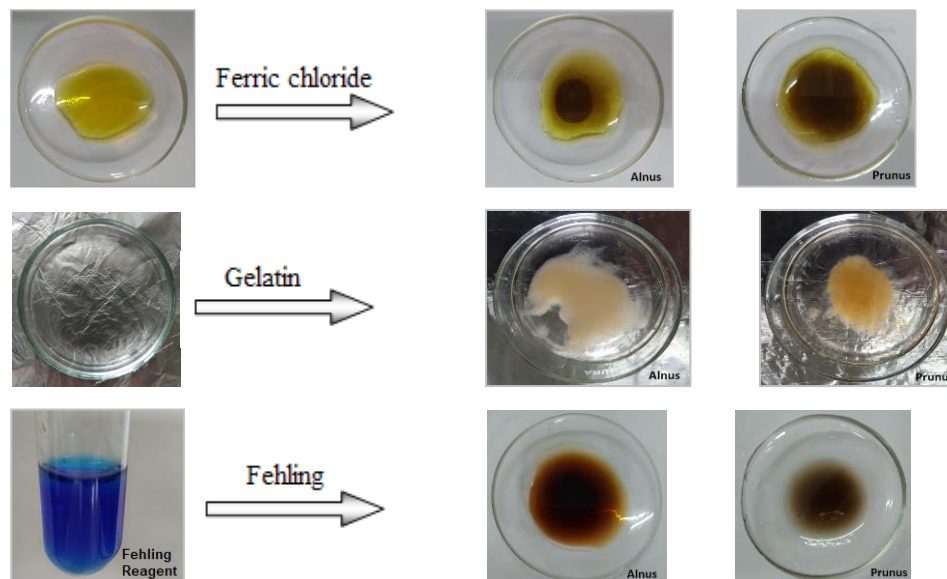 Ferric chloride
Alnus
Prunus
Gelatin
Alnus
Prunus
Fehling
Fehling
Reagent
Alnus
Prunus